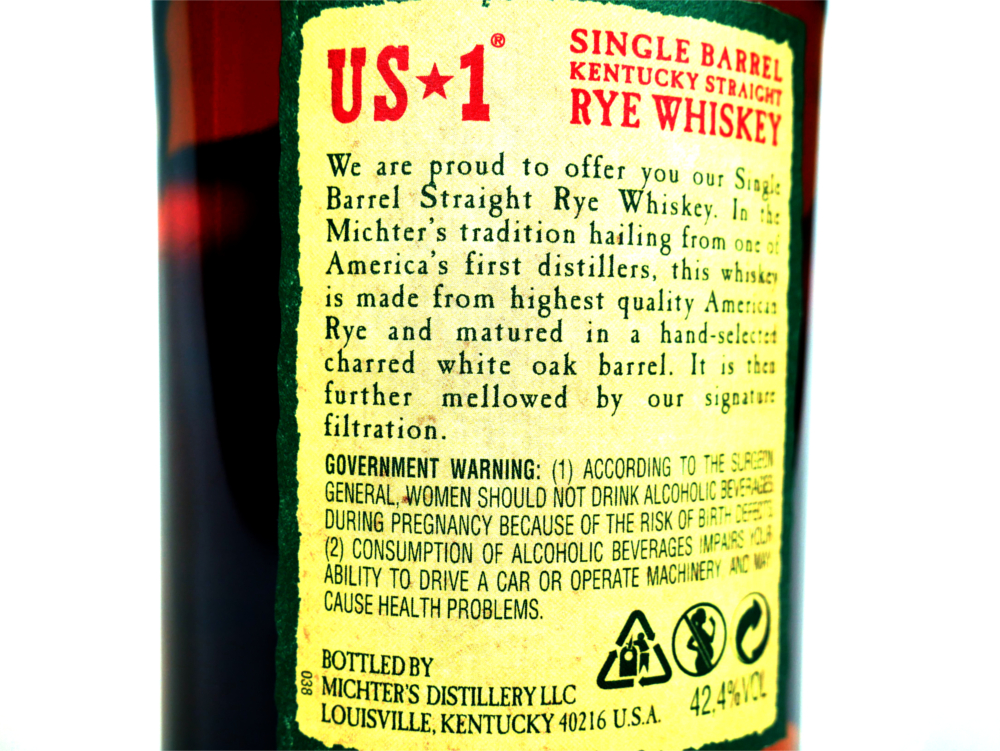 US★1®
SINGLE BARREL
KENTUCKY STRAIGHT
RYE WHISKEY
We are proud to offer you our Single
Barrel Straight Rye Whiskey. In the
Michter's tradition hailing from one of
America's first distillers, this whiskey
is made from highest quality American
Rye and matured in a hand-selected
charred white oak barrel. It is then
further mellowed by our signature
filtration.
GOVERNMENT WARNING: (1) ACCORDING TO THE SURGEON
GENERAL, WOMEN SHOULD NOT DRINK ALCOHOLIC BEVERAGES
DURING PREGNANCY BECAUSE OF THE RISK OF BIRTH DEFECTS.
(2) CONSUMPTION OF ALCOHOLIC BEVERAGES IMPAIRS YOUR
ABILITY TO DRIVE A CAR OR OPERATE MACHINERY, AND MAY
CAUSE HEALTH PROBLEMS.
BOTTLED BY
MICHTER'S DISTILLERY LLC
LOUISVILLE, KENTUCKY 40216 U.S.A.
038
42,4%VOL